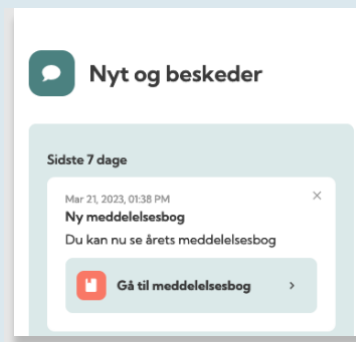 Nyt og beskeder
Sidste 7 dage
Mar 21, 2023, 01:38 PM
Ny meddelelsesbog
Du kan nu se årets meddelelsesbog
Gå til meddelelsesbog